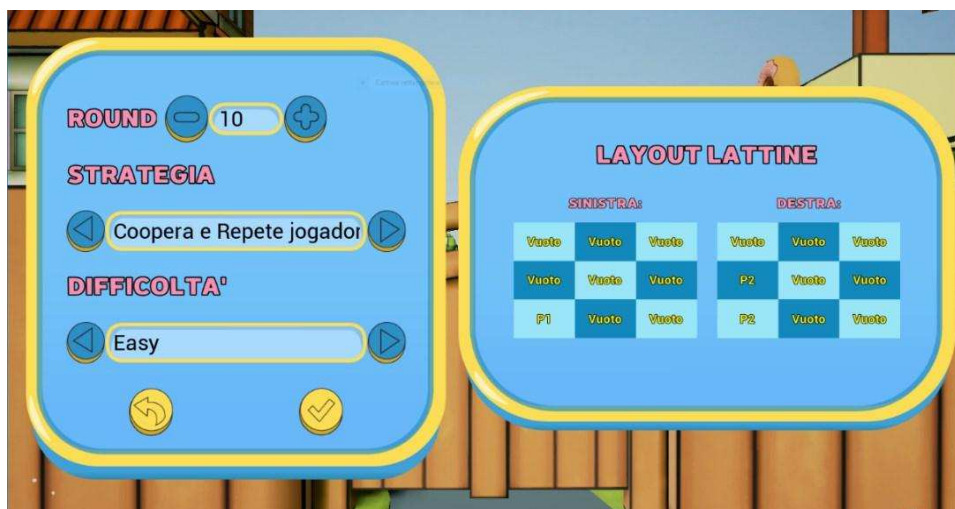 ROUND 10
STRATEGIA
Coopera e Repete jogador
DIFFICOLTA'
Easy
LAYOUT LATTINE
SINISTRA:
Vuoto Vuoto Vuoto
Vuoto Vuoto Vuoto
P1 Vuoto Vuoto
DESTRA:
Vuoto Vuoto Vuoto
P2 Vuoto Vuoto
P2 Vuoto Vuoto